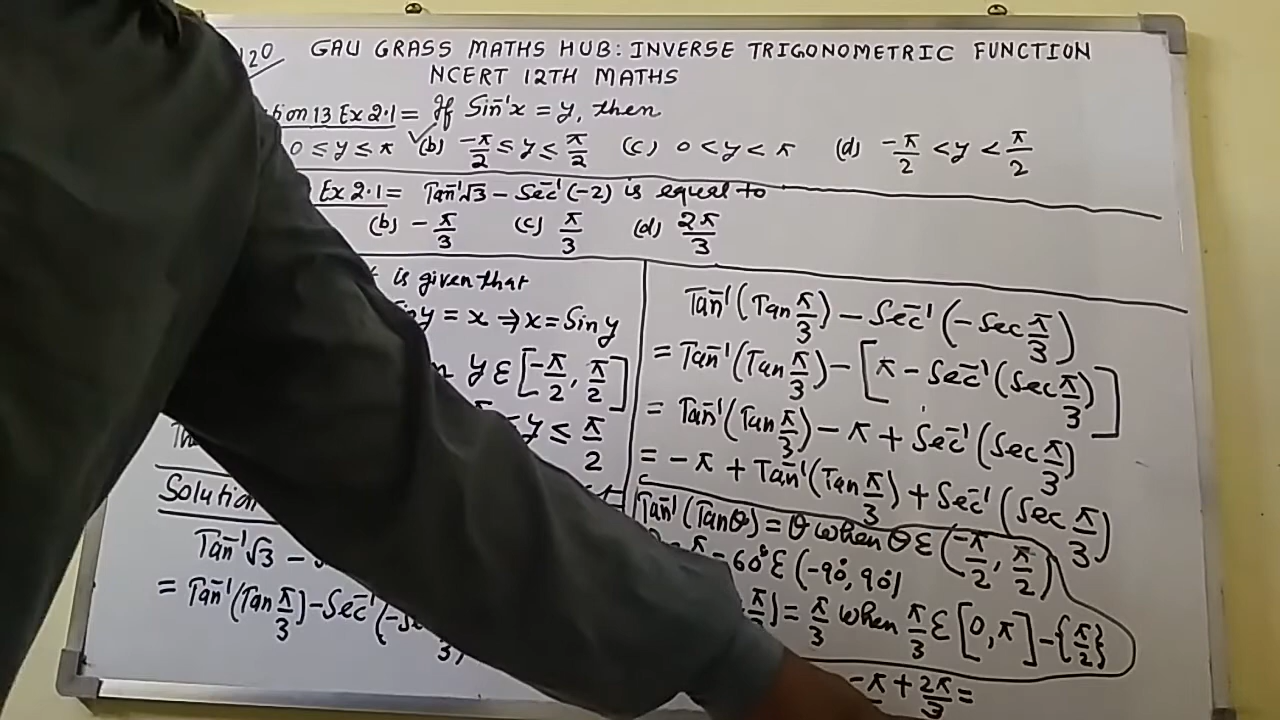 120 GAU GRASS MATHS HUB: INVERSE TRIGONOMETRIC FUNCTION
NCERT 12TH MATHS
13 Ex 2.1 = If Sin⁻¹x = y, then
0 ≤ y ≤ π ✓(b) -π/2 ≤ y ≤ π/2 (c) 0 < y < π (d) -π/2 < y < π/2
Ex 2.1 = Tan⁻¹√3 - Sec⁻¹(-2) is equal to
(b) -π/3 (c) π/3 (d) 2π/3
is given that
y = x ⇒ x = Sin y
y ε [-π/2, π/2]
y ≤ π/2
Solution
Tan⁻¹√3 -
= Tan⁻¹(Tan π/3) - Sec⁻¹(-
Tan⁻¹(Tan π/3) - Sec⁻¹(-Sec π/3)
= Tan⁻¹(Tan π/3) - [π - Sec⁻¹(Sec π/3)]
= Tan⁻¹(Tan π/3) - π + Sec⁻¹(Sec π/3)
= -π + Tan⁻¹(Tan π/3) + Sec⁻¹(Sec π/3)
Tan⁻¹(Tan θ) = θ when θ ε (-π/2, π/2)
= 60° ε (-90°, 90°)
= π/3 when π/3 ε [0, π] - {π/2}
-π + 2π/3 =